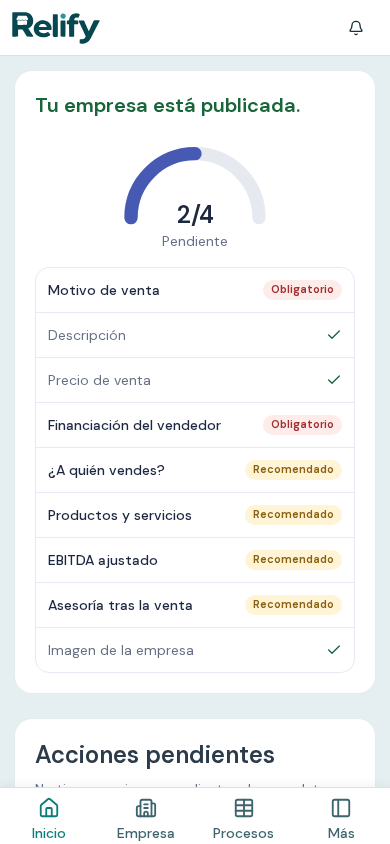 Relify
Tu empresa está publicada.
2/4
Pendiente
Motivo de venta Obligatorio
Descripción
Precio de venta
Financiación del vendedor Obligatorio
¿A quién vendes? Recomendado
Productos y servicios Recomendado
EBITDA ajustado Recomendado
Asesoría tras la venta Recomendado
Imagen de la empresa
Acciones pendientes
Inicio Empresa Procesos Más